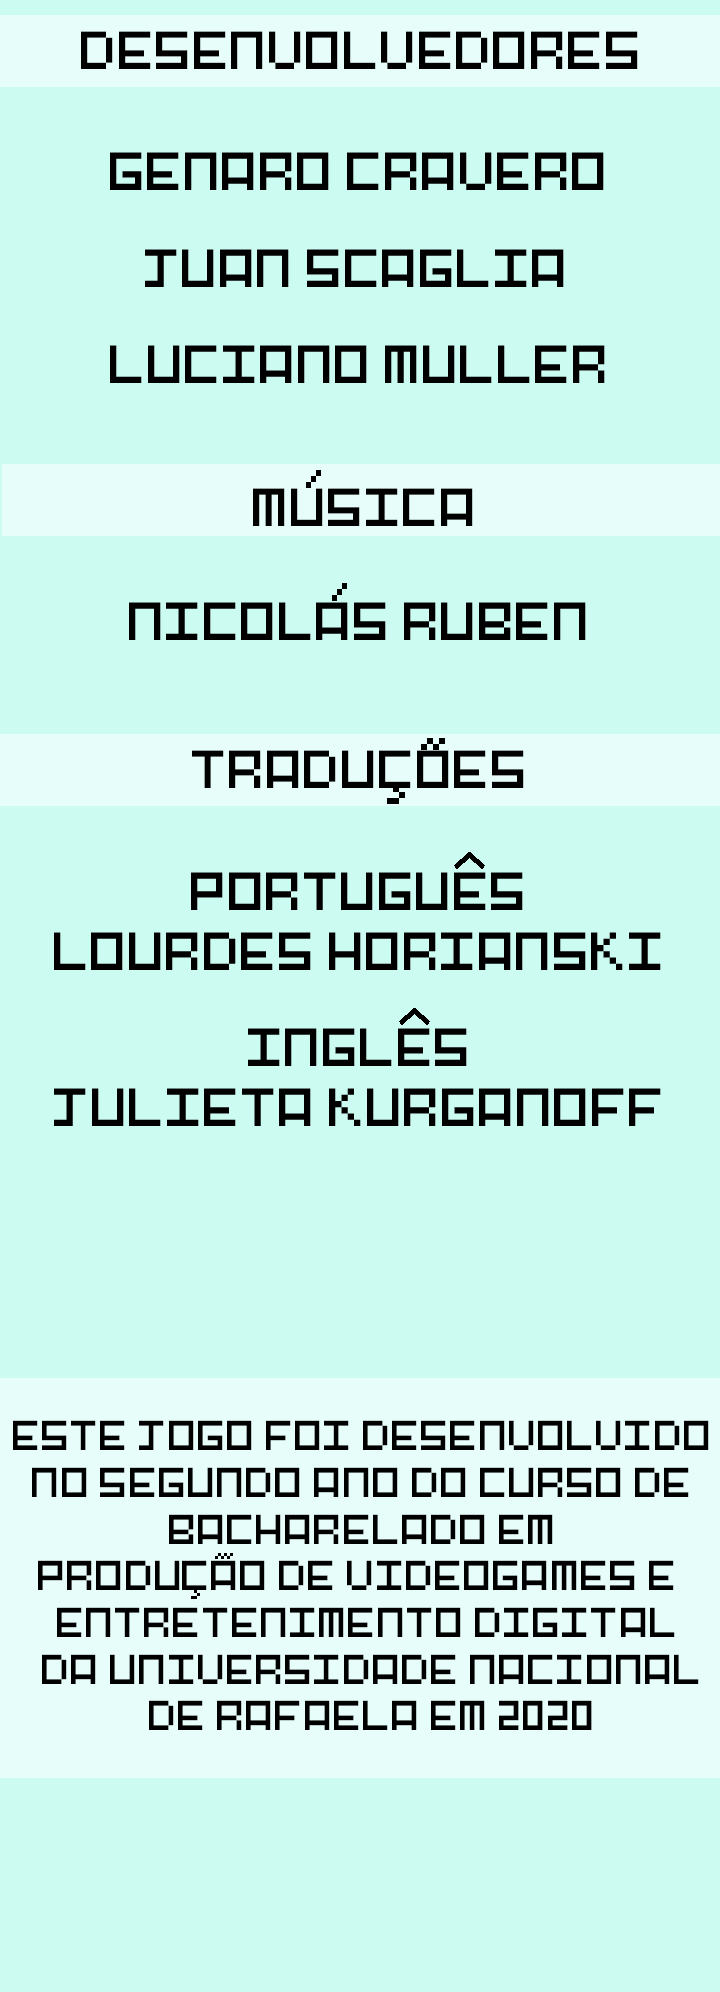 DESENVOLVEDORES
GENARO CRAVERO
JUAN SCAGLIA
LUCIANO MULLER
MÚSICA
NICOLÁS RUBEN
TRADUÇÕES
PORTUGUÊS
LOURDES HORIANSKI
INGLÊS
JULIETA KURGANOFF
ESTE JOGO FOI DESENVOLVIDO
NO SEGUNDO ANO DO CURSO DE
BACHARELADO EM
PRODUÇÃO DE VIDEOGAMES E
ENTRETENIMENTO DIGITAL
DA UNIVERSIDADE NACIONAL
DE RAFAELA EM 2020